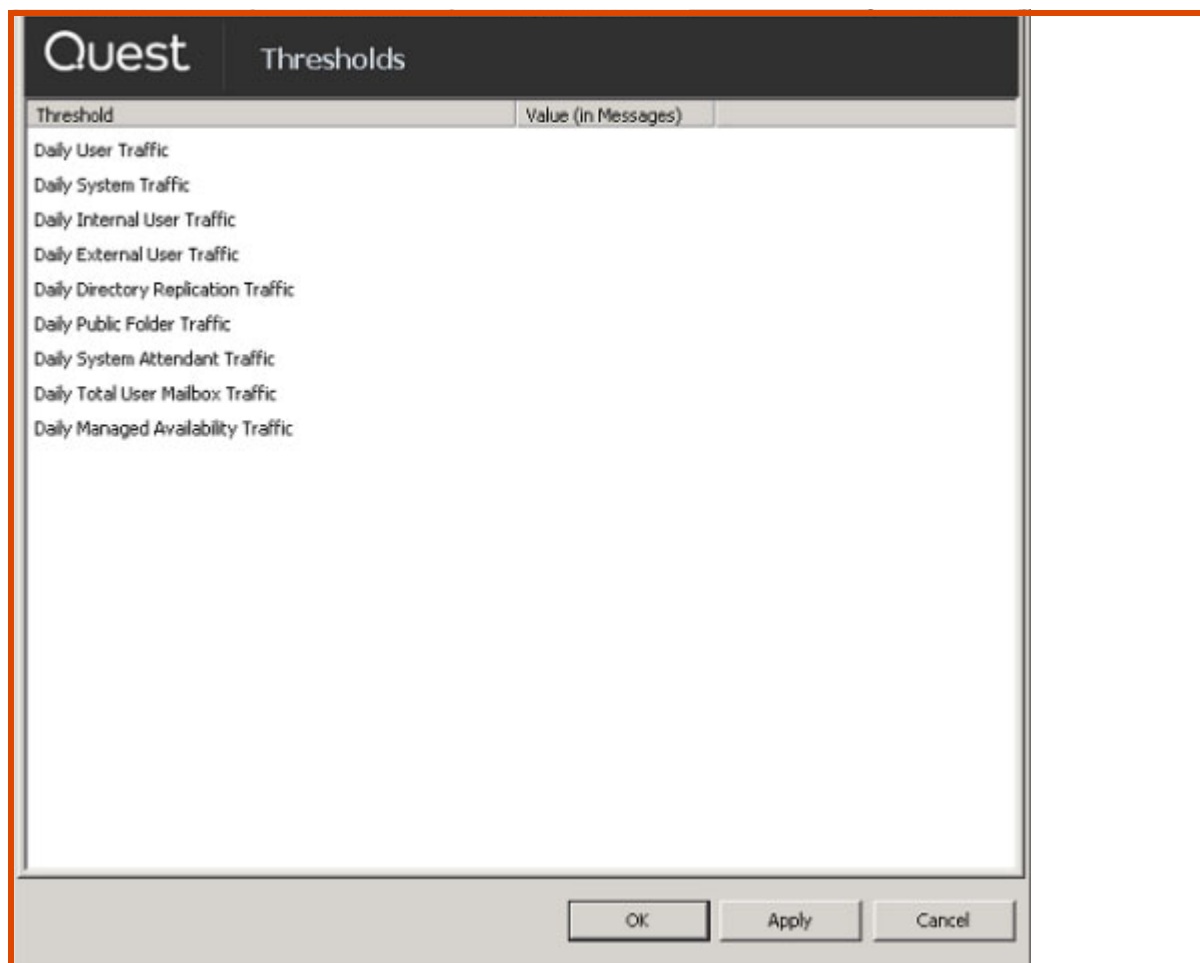 Quest Thresholds
Threshold Value (in Messages)
Daily User Traffic
Daily System Traffic
Daily Internal User Traffic
Daily External User Traffic
Daily Directory Replication Traffic
Daily Public Folder Traffic
Daily System Attendant Traffic
Daily Total User Mailbox Traffic
Daily Managed Availability Traffic
OK Apply Cancel